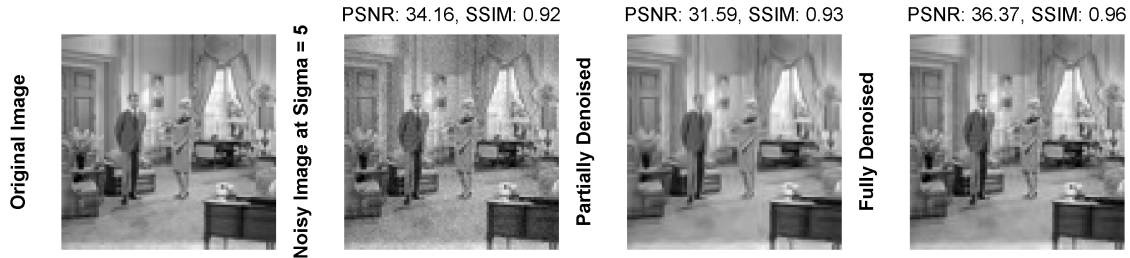 Original Image
Noisy Image at Sigma = 5
PSNR: 34.16, SSIM: 0.92
Partially Denoised
PSNR: 31.59, SSIM: 0.93
Fully Denoised
PSNR: 36.37, SSIM: 0.96